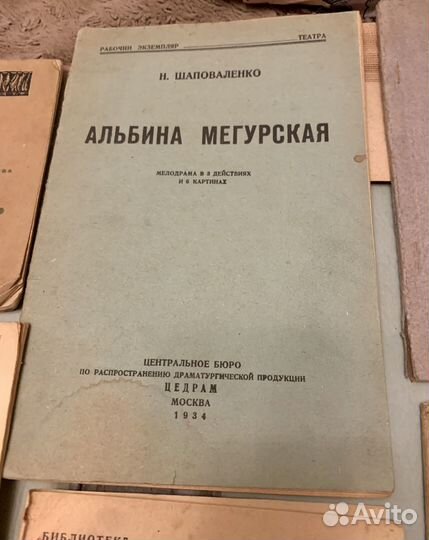 РАБОЧИЙ ЭКЗЕМПЛЯР ТЕАТРА
Н. ШАПОВАЛЕНКО
АЛЬБИНА МЕГУРСКАЯ
МЕЛОДРАМА В 3 ДЕЙСТВИЯХ
И 6 КАРТИНАХ
ЦЕНТРАЛЬНОЕ БЮРО
ПО РАСПРОСТРАНЕНИЮ ДРАМАТУРГИЧЕСКОЙ ПРОДУКЦИИ
ЦЕДРАМ
МОСКВА
1934
„БИБЛИОТЕКА
Avito